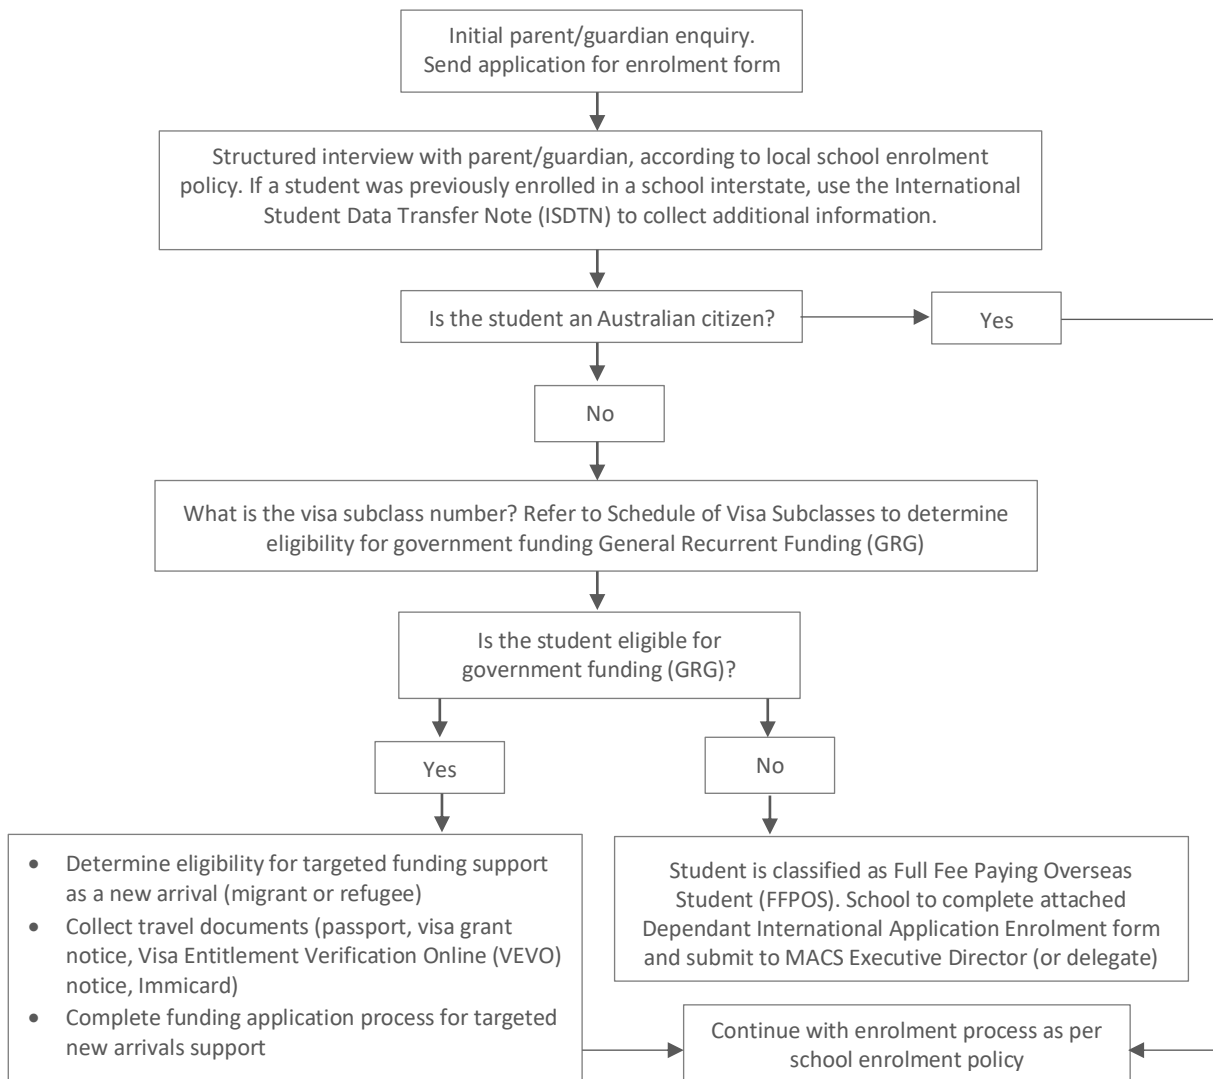 Initial parent/guardian enquiry.
Send application for enrolment form
Structured interview with parent/guardian, according to local school enrolment
policy. If a student was previously enrolled in a school interstate, use the International
Student Data Transfer Note (ISDTN) to collect additional information.
Is the student an Australian citizen?
Yes
No
What is the visa subclass number? Refer to Schedule of Visa Subclasses to determine
eligibility for government funding General Recurrent Funding (GRG)
Is the student eligible for
government funding (GRG)?
Yes
No
• Determine eligibility for targeted funding support
as a new arrival (migrant or refugee)
• Collect travel documents (passport, visa grant
notice, Visa Entitlement Verification Online (VEVO)
notice, Immicard)
• Complete funding application process for targeted
new arrivals support
Student is classified as Full Fee Paying Overseas
Student (FFPOS). School to complete attached
Dependant International Application Enrolment form
and submit to MACS Executive Director (or delegate)
Continue with enrolment process as per
school enrolment policy